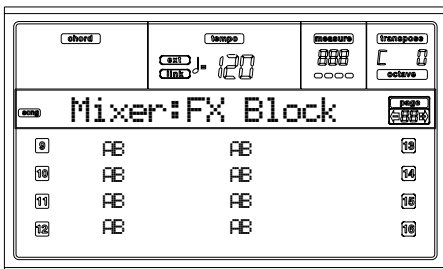 chord tempo measure transpose
ext ♩= 120 888 C 0
link octave
song Mixer:FX Block page
9 AB AB 13
10 AB AB 14
11 AB AB 15
12 AB AB 16